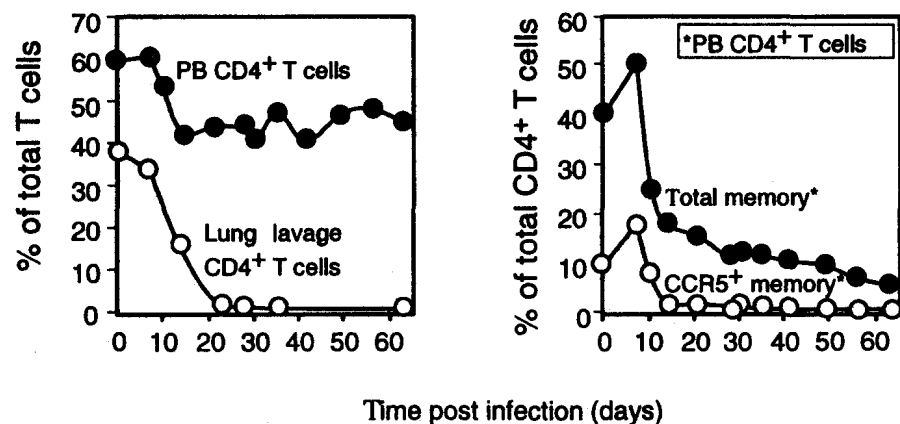 % of total T cells
70
60
50
40
30
20
10
0
PB CD4+ T cells
Lung lavage
CD4+ T cells
0 10 20 30 40 50 60
% of total CD4+ T cells
60
50
40
30
20
10
0
*PB CD4+ T cells
Total memory*
CCR5+ memory*
0 10 20 30 40 50 60
Time post infection (days)